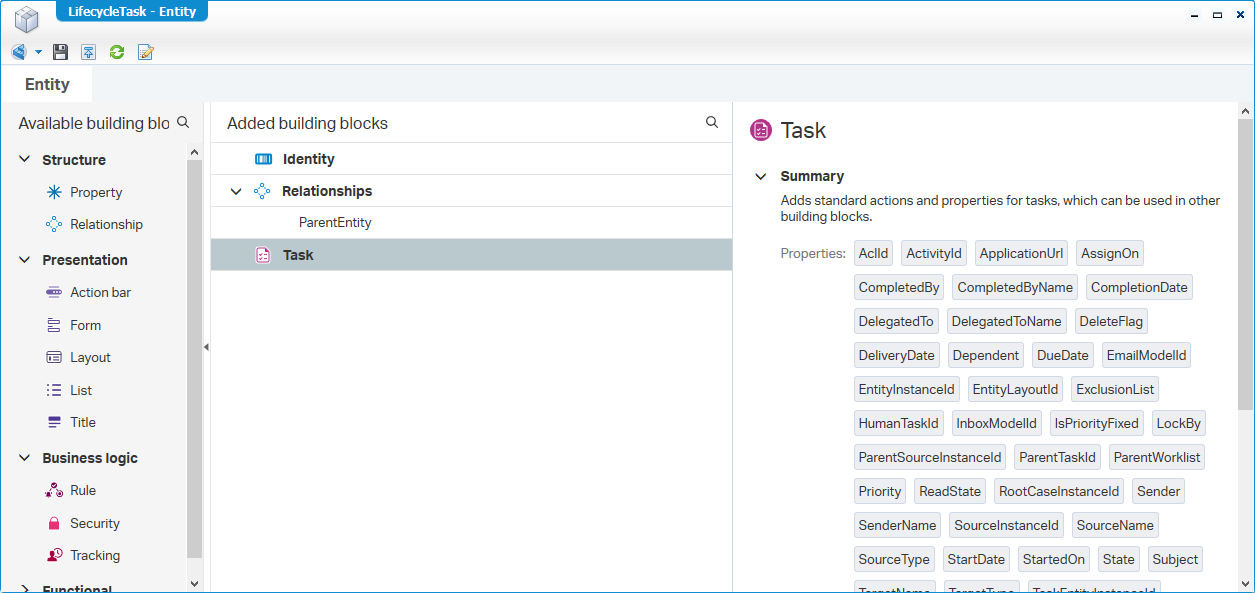 LifecycleTask - Entity
Entity
Available building blo
Structure
Property
Relationship
Presentation
Action bar
Form
Layout
List
Title
Business logic
Rule
Security
Tracking
Functional
Added building blocks
Identity
Relationships
ParentEntity
Task
Task
Summary
Adds standard actions and properties for tasks, which can be used in other
building blocks.
Properties: AclId ActivityId ApplicationUrl AssignOn
CompletedBy CompletedByName CompletionDate
DelegatedTo DelegatedToName DeleteFlag
DeliveryDate Dependent DueDate EmailModelId
EntityInstanceId EntityLayoutId ExclusionList
HumanTaskId InboxModelId IsPriorityFixed LockBy
ParentSourceInstanceId ParentTaskId ParentWorklist
Priority ReadState RootCaseInstanceId Sender
SenderName SourceInstanceId SourceName
SourceType StartDate StartedOn State Subject
TargetName TargetType TaskEntityInstanceId